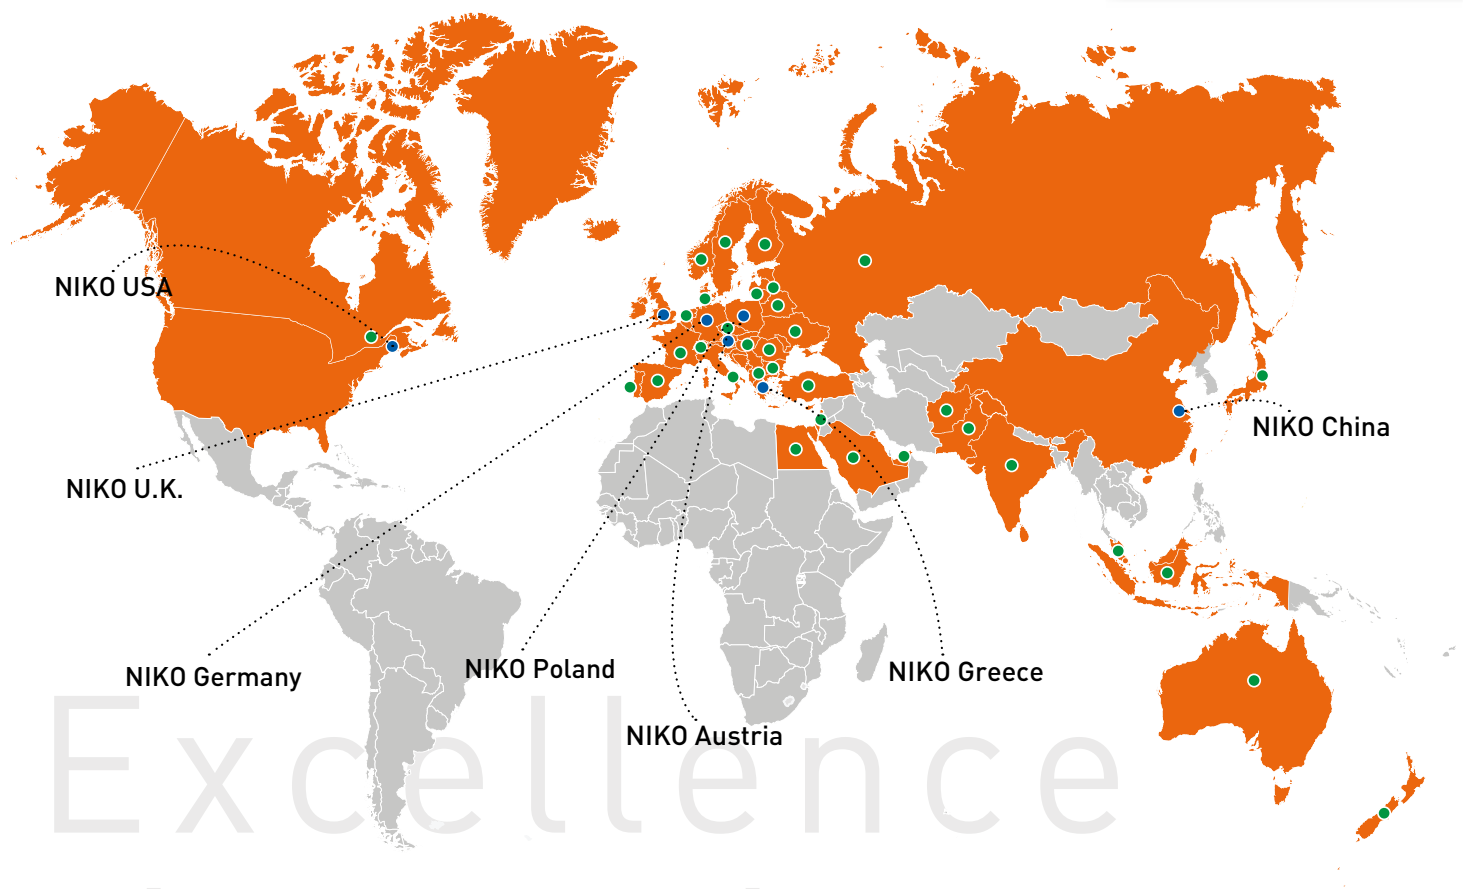 NIKO USA
NIKO China
NIKO U.K.
NIKO Germany
NIKO Poland
NIKO Greece
NIKO Austria
Excellence